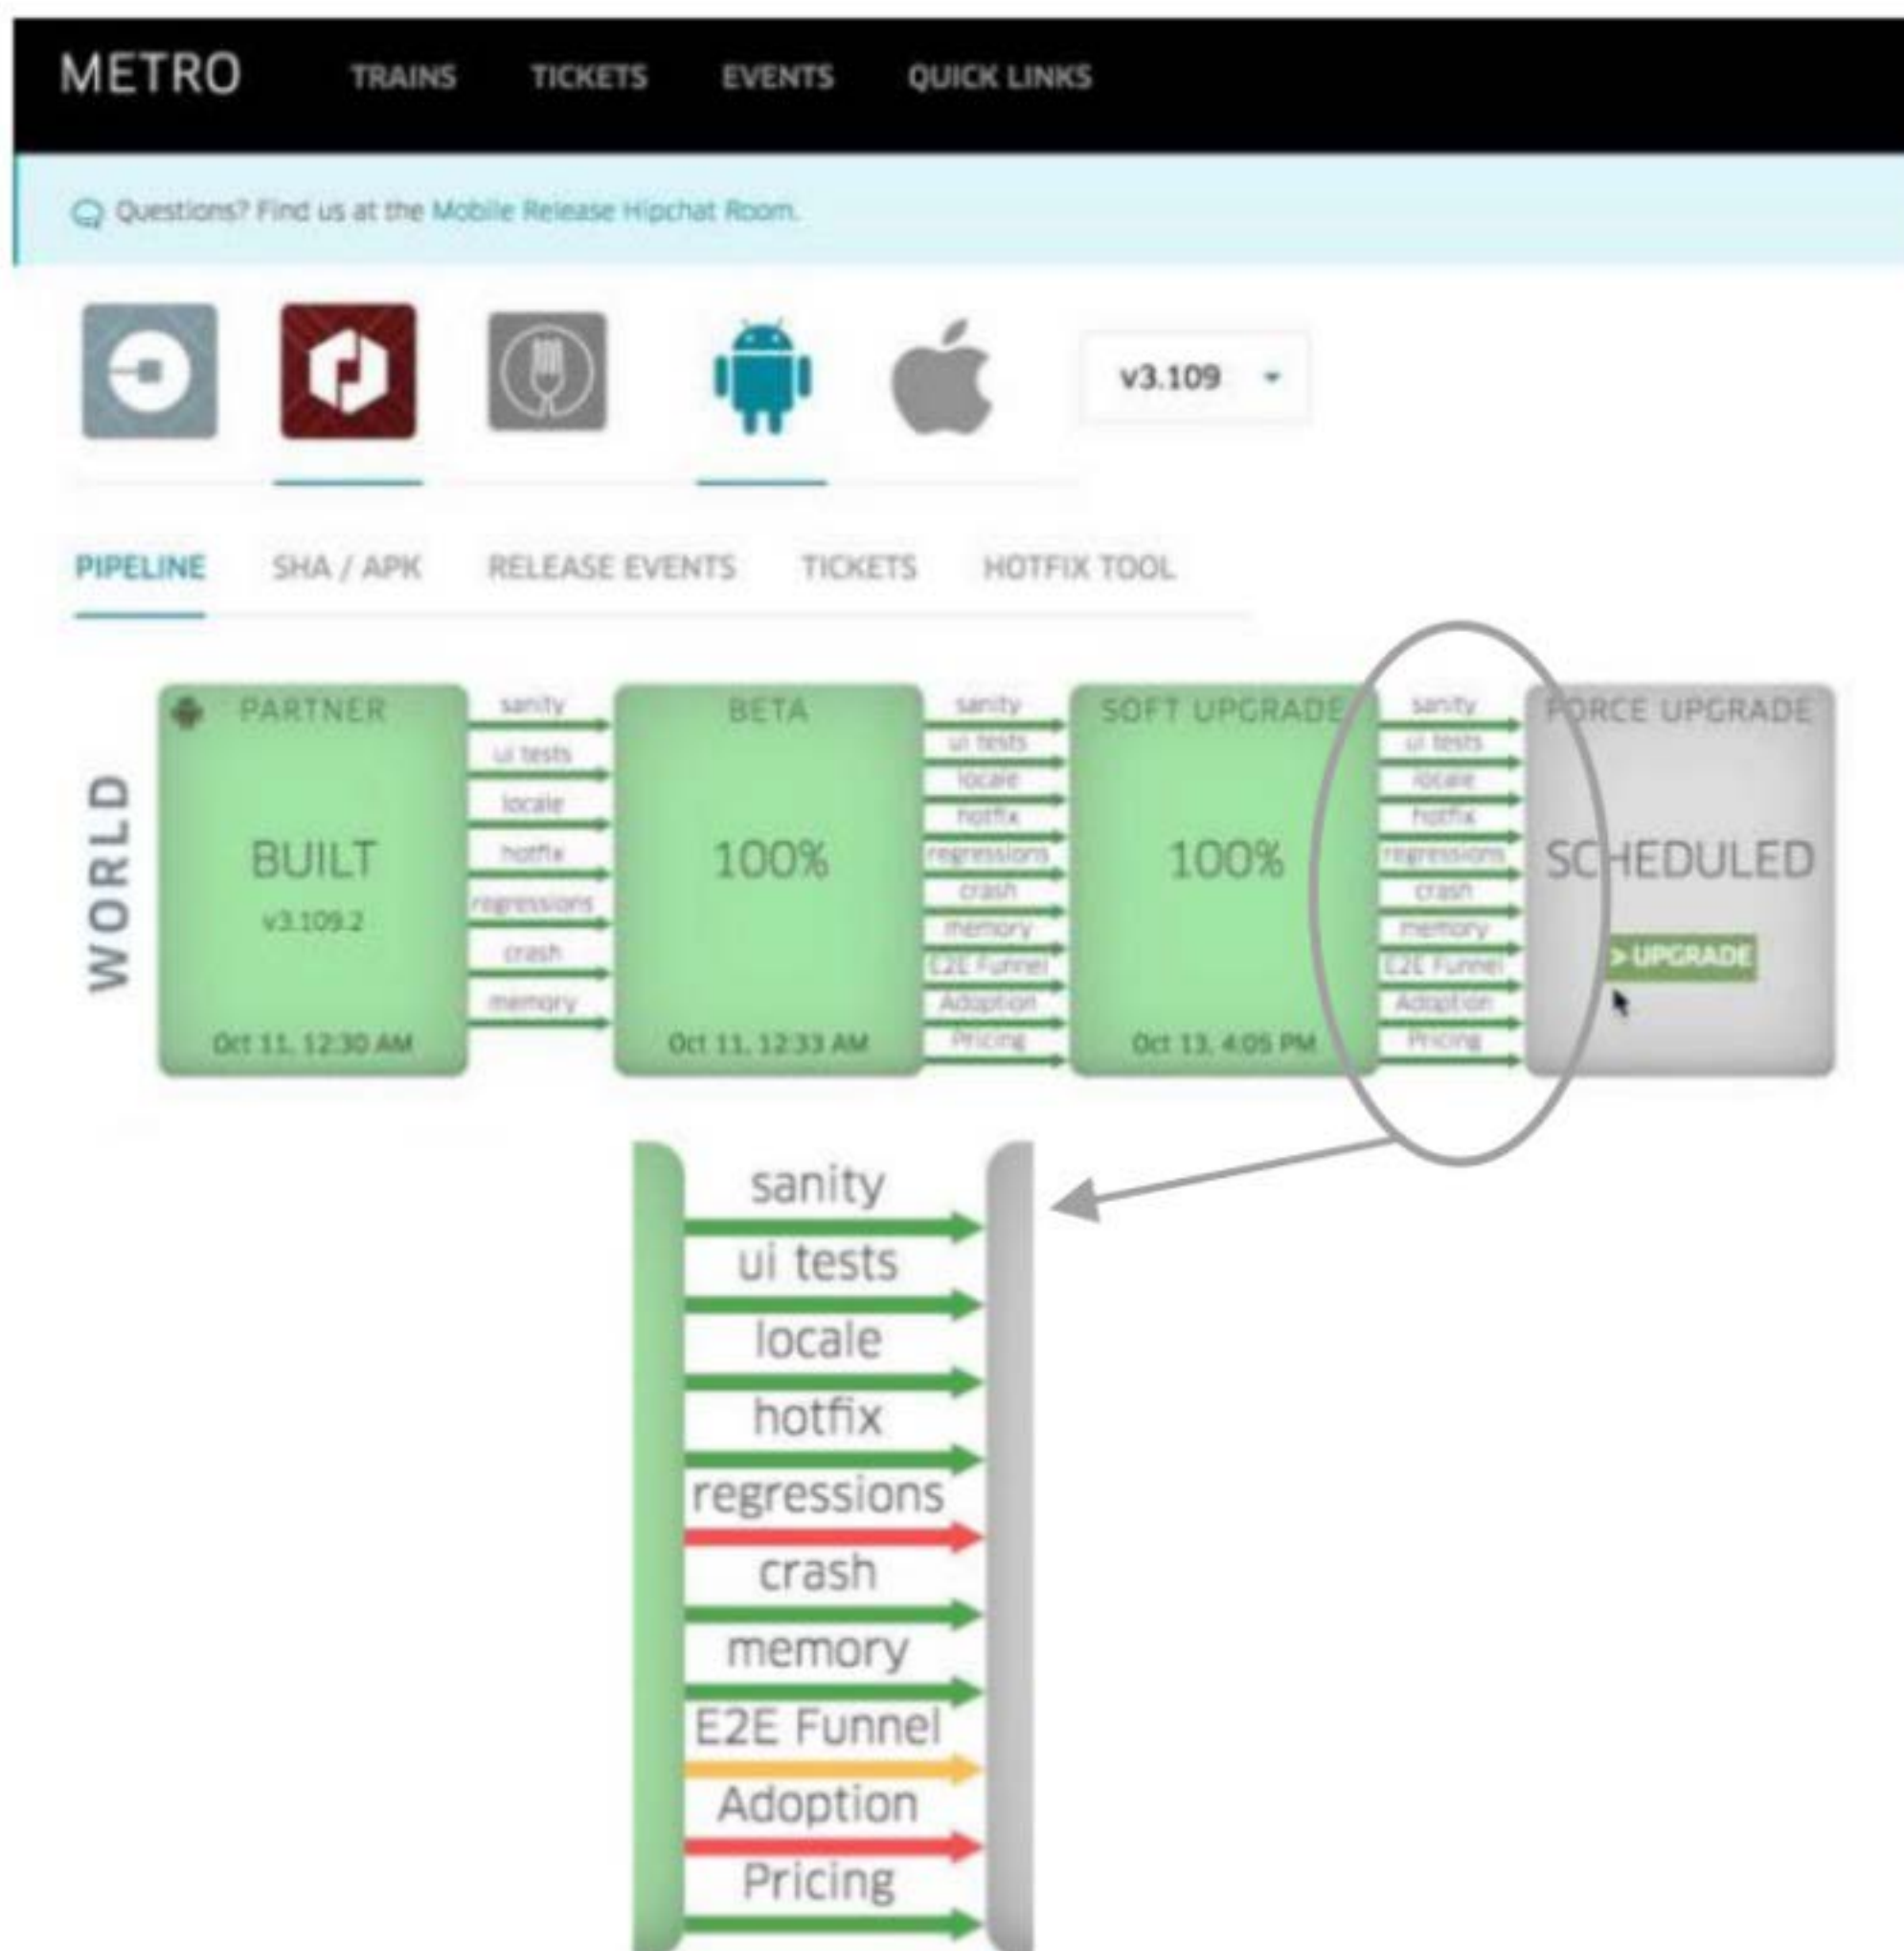 METRO TRAINS TICKETS EVENTS QUICK LINKS
Questions? Find us at the Mobile Release Hipchat Room.
v3.109
PIPELINE SHA / APK RELEASE EVENTS TICKETS HOTFIX TOOL
WORLD
PARTNER
BUILT
v3.109.2
Oct 11, 12:30 AM
sanity
ui tests
locale
hotfix
regressions
crash
memory
BETA
100%
Oct 11, 12:33 AM
sanity
ui tests
locale
hotfix
regressions
crash
memory
E2E Funnel
Adoption
Pricing
SOFT UPGRADE
100%
Oct 13, 4:05 PM
sanity
ui tests
locale
hotfix
regressions
crash
memory
E2E Funnel
Adoption
Pricing
FORCE UPGRADE
SCHEDULED
> UPGRADE
sanity
ui tests
locale
hotfix
regressions
crash
memory
E2E Funnel
Adoption
Pricing